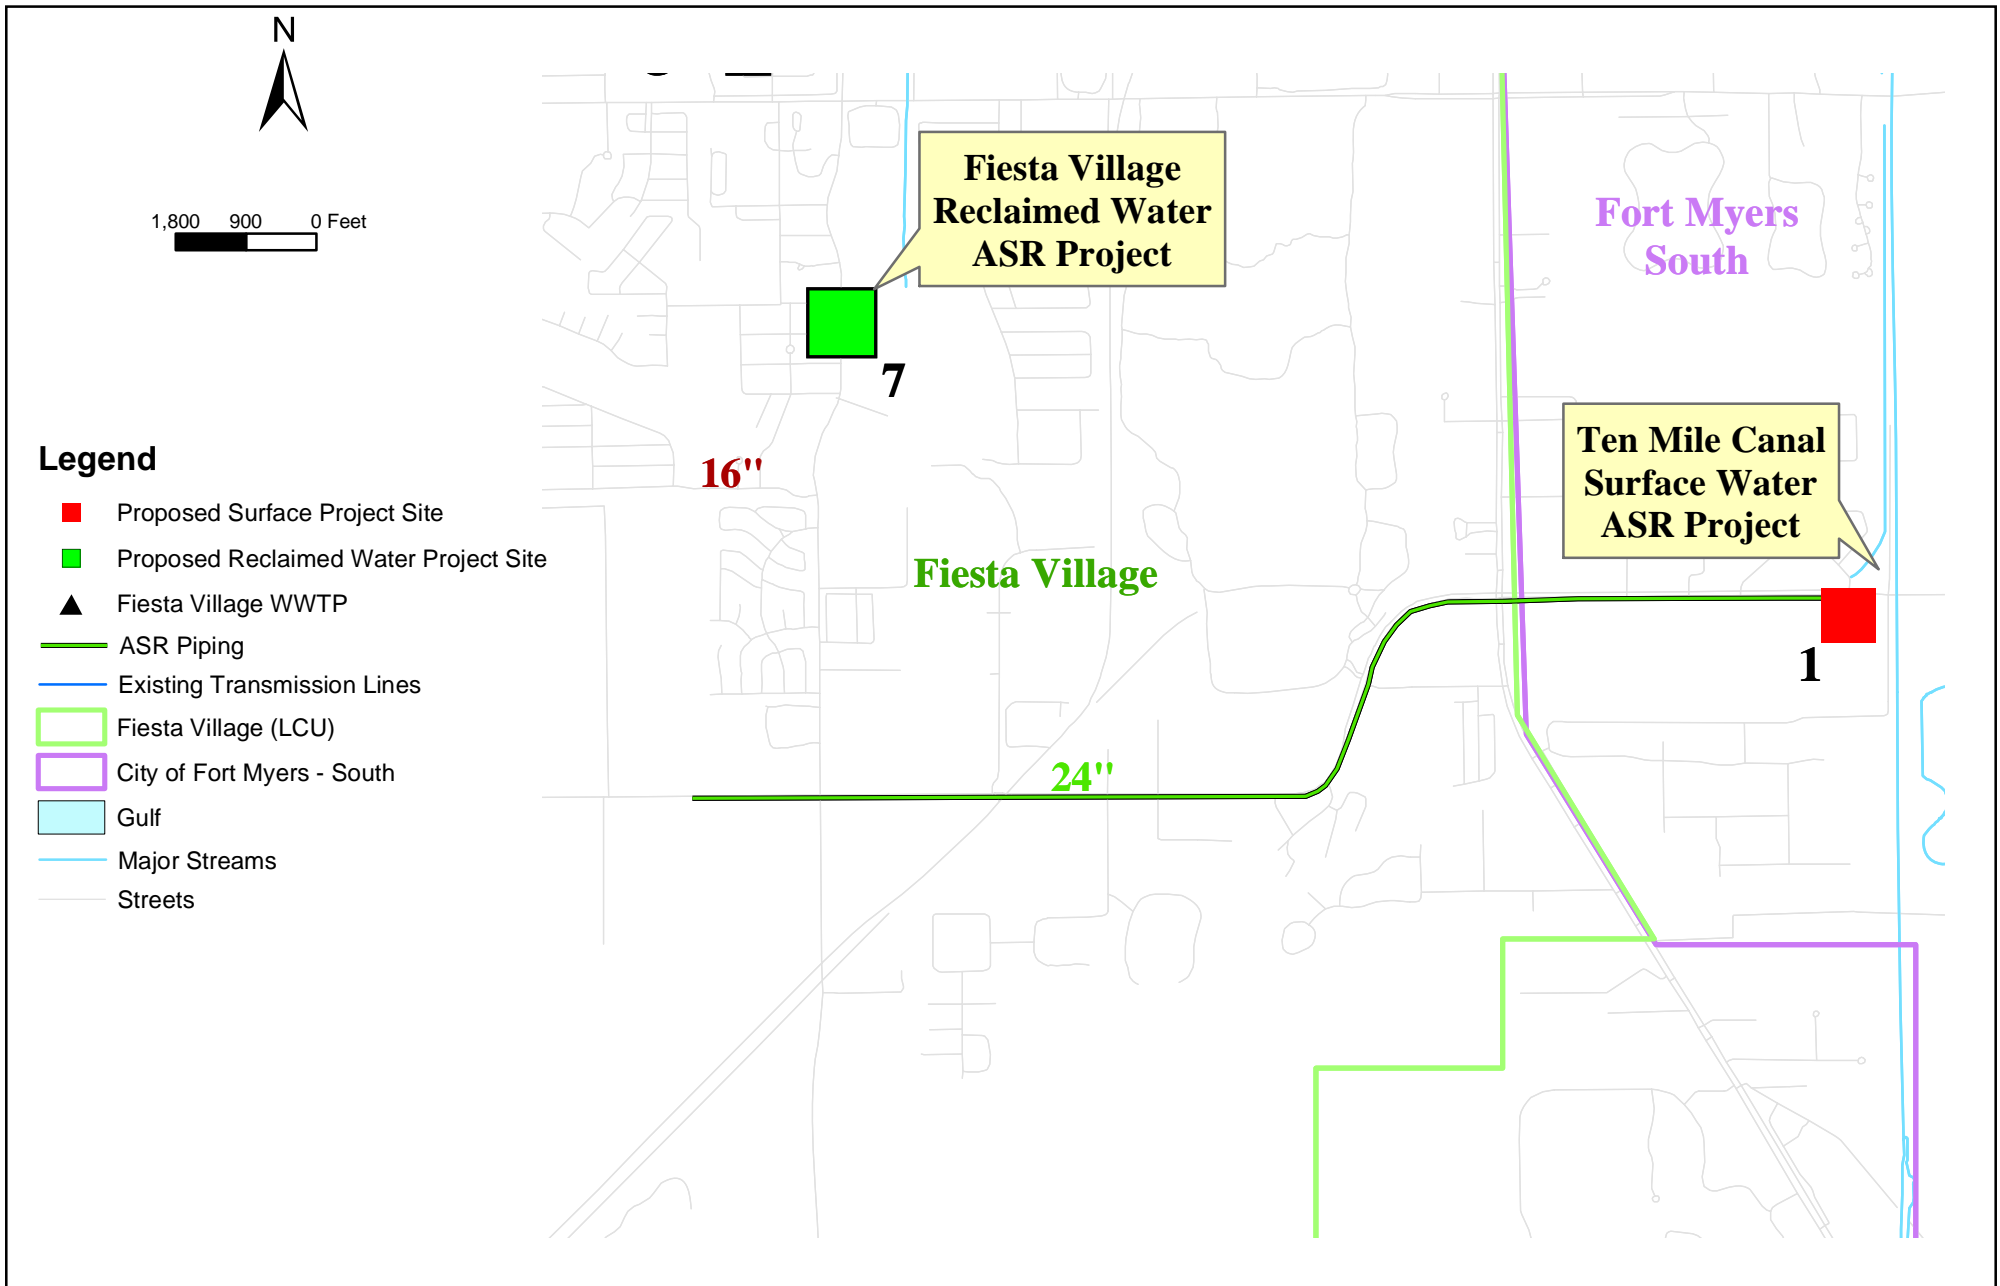 N
1,800 900 0 Feet
Fiesta Village
Reclaimed Water
ASR Project
Fort Myers
South
7
Ten Mile Canal
Surface Water
ASR Project
16"
Fiesta Village
1
24"
Legend
Proposed Surface Project Site
Proposed Reclaimed Water Project Site
Fiesta Village WWTP
ASR Piping
Existing Transmission Lines
Fiesta Village (LCU)
City of Fort Myers - South
Gulf
Major Streams
Streets